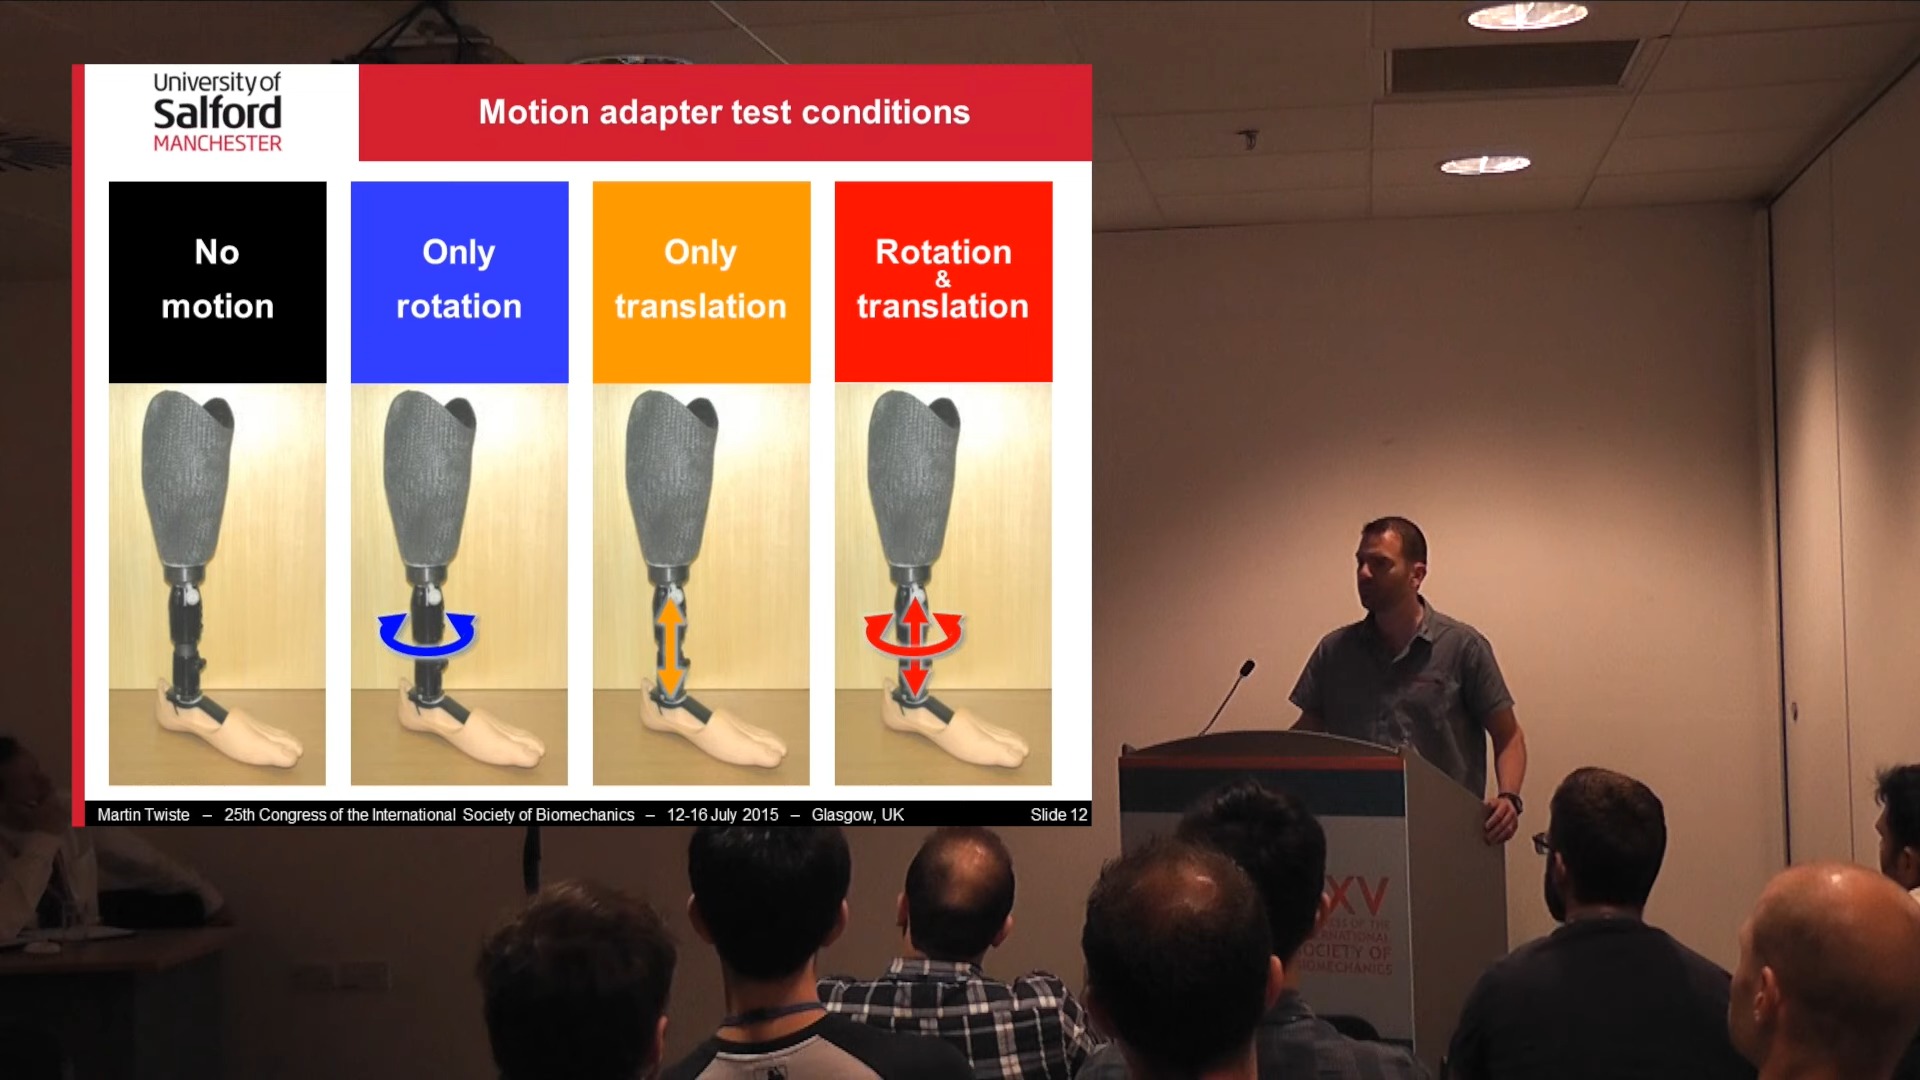 University of
Salford
MANCHESTER
Motion adapter test conditions
No
motion
Only
rotation
Only
translation
Rotation
&
translation
Martin Twiste – 25th Congress of the International Society of Biomechanics – 12-16 July 2015 – Glasgow, UK Slide 12
XV
SOCIETY OF
BIOMECHANICS